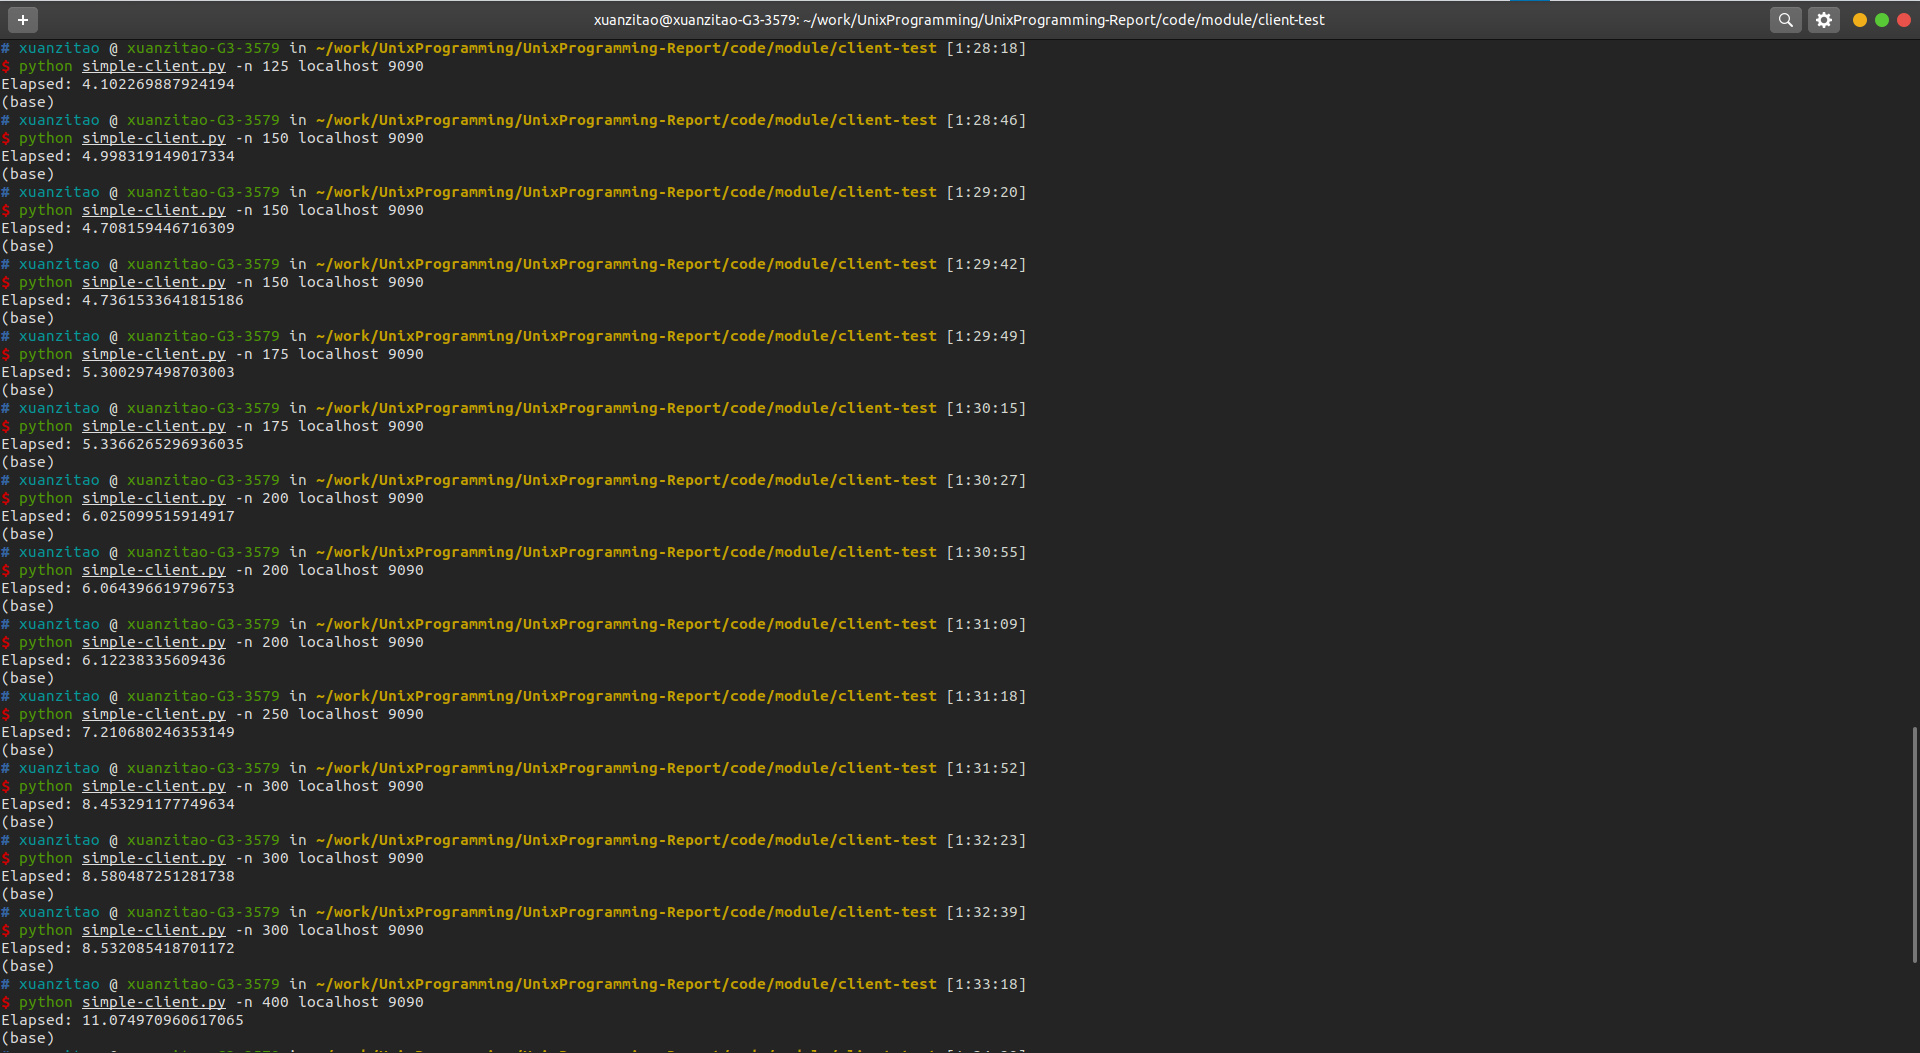 xuanzitao@xuanzitao-G3-3579: ~/work/UnixProgramming/UnixProgramming-Report/code/module/client-test
# xuanzitao @ xuanzitao-G3-3579 in ~/work/UnixProgramming/UnixProgramming-Report/code/module/client-test [1:28:18]
$ python simple-client.py -n 125 localhost 9090
Elapsed: 4.102269887924194
(base)
# xuanzitao @ xuanzitao-G3-3579 in ~/work/UnixProgramming/UnixProgramming-Report/code/module/client-test [1:28:46]
$ python simple-client.py -n 150 localhost 9090
Elapsed: 4.998319149017334
(base)
# xuanzitao @ xuanzitao-G3-3579 in ~/work/UnixProgramming/UnixProgramming-Report/code/module/client-test [1:29:20]
$ python simple-client.py -n 150 localhost 9090
Elapsed: 4.708159446716309
(base)
# xuanzitao @ xuanzitao-G3-3579 in ~/work/UnixProgramming/UnixProgramming-Report/code/module/client-test [1:29:42]
$ python simple-client.py -n 150 localhost 9090
Elapsed: 4.7361533641815186
(base)
# xuanzitao @ xuanzitao-G3-3579 in ~/work/UnixProgramming/UnixProgramming-Report/code/module/client-test [1:29:49]
$ python simple-client.py -n 175 localhost 9090
Elapsed: 5.300297498703003
(base)
# xuanzitao @ xuanzitao-G3-3579 in ~/work/UnixProgramming/UnixProgramming-Report/code/module/client-test [1:30:15]
$ python simple-client.py -n 175 localhost 9090
Elapsed: 5.3366265296936035
(base)
# xuanzitao @ xuanzitao-G3-3579 in ~/work/UnixProgramming/UnixProgramming-Report/code/module/client-test [1:30:27]
$ python simple-client.py -n 200 localhost 9090
Elapsed: 6.025099515914917
(base)
# xuanzitao @ xuanzitao-G3-3579 in ~/work/UnixProgramming/UnixProgramming-Report/code/module/client-test [1:30:55]
$ python simple-client.py -n 200 localhost 9090
Elapsed: 6.064396619796753
(base)
# xuanzitao @ xuanzitao-G3-3579 in ~/work/UnixProgramming/UnixProgramming-Report/code/module/client-test [1:31:09]
$ python simple-client.py -n 200 localhost 9090
Elapsed: 6.12238335609436
(base)
# xuanzitao @ xuanzitao-G3-3579 in ~/work/UnixProgramming/UnixProgramming-Report/code/module/client-test [1:31:18]
$ python simple-client.py -n 250 localhost 9090
Elapsed: 7.210680246353149
(base)
# xuanzitao @ xuanzitao-G3-3579 in ~/work/UnixProgramming/UnixProgramming-Report/code/module/client-test [1:31:52]
$ python simple-client.py -n 300 localhost 9090
Elapsed: 8.453291177749634
(base)
# xuanzitao @ xuanzitao-G3-3579 in ~/work/UnixProgramming/UnixProgramming-Report/code/module/client-test [1:32:23]
$ python simple-client.py -n 300 localhost 9090
Elapsed: 8.580487251281738
(base)
# xuanzitao @ xuanzitao-G3-3579 in ~/work/UnixProgramming/UnixProgramming-Report/code/module/client-test [1:32:39]
$ python simple-client.py -n 300 localhost 9090
Elapsed: 8.532085418701172
(base)
# xuanzitao @ xuanzitao-G3-3579 in ~/work/UnixProgramming/UnixProgramming-Report/code/module/client-test [1:33:18]
$ python simple-client.py -n 400 localhost 9090
Elapsed: 11.074970960617065
(base)